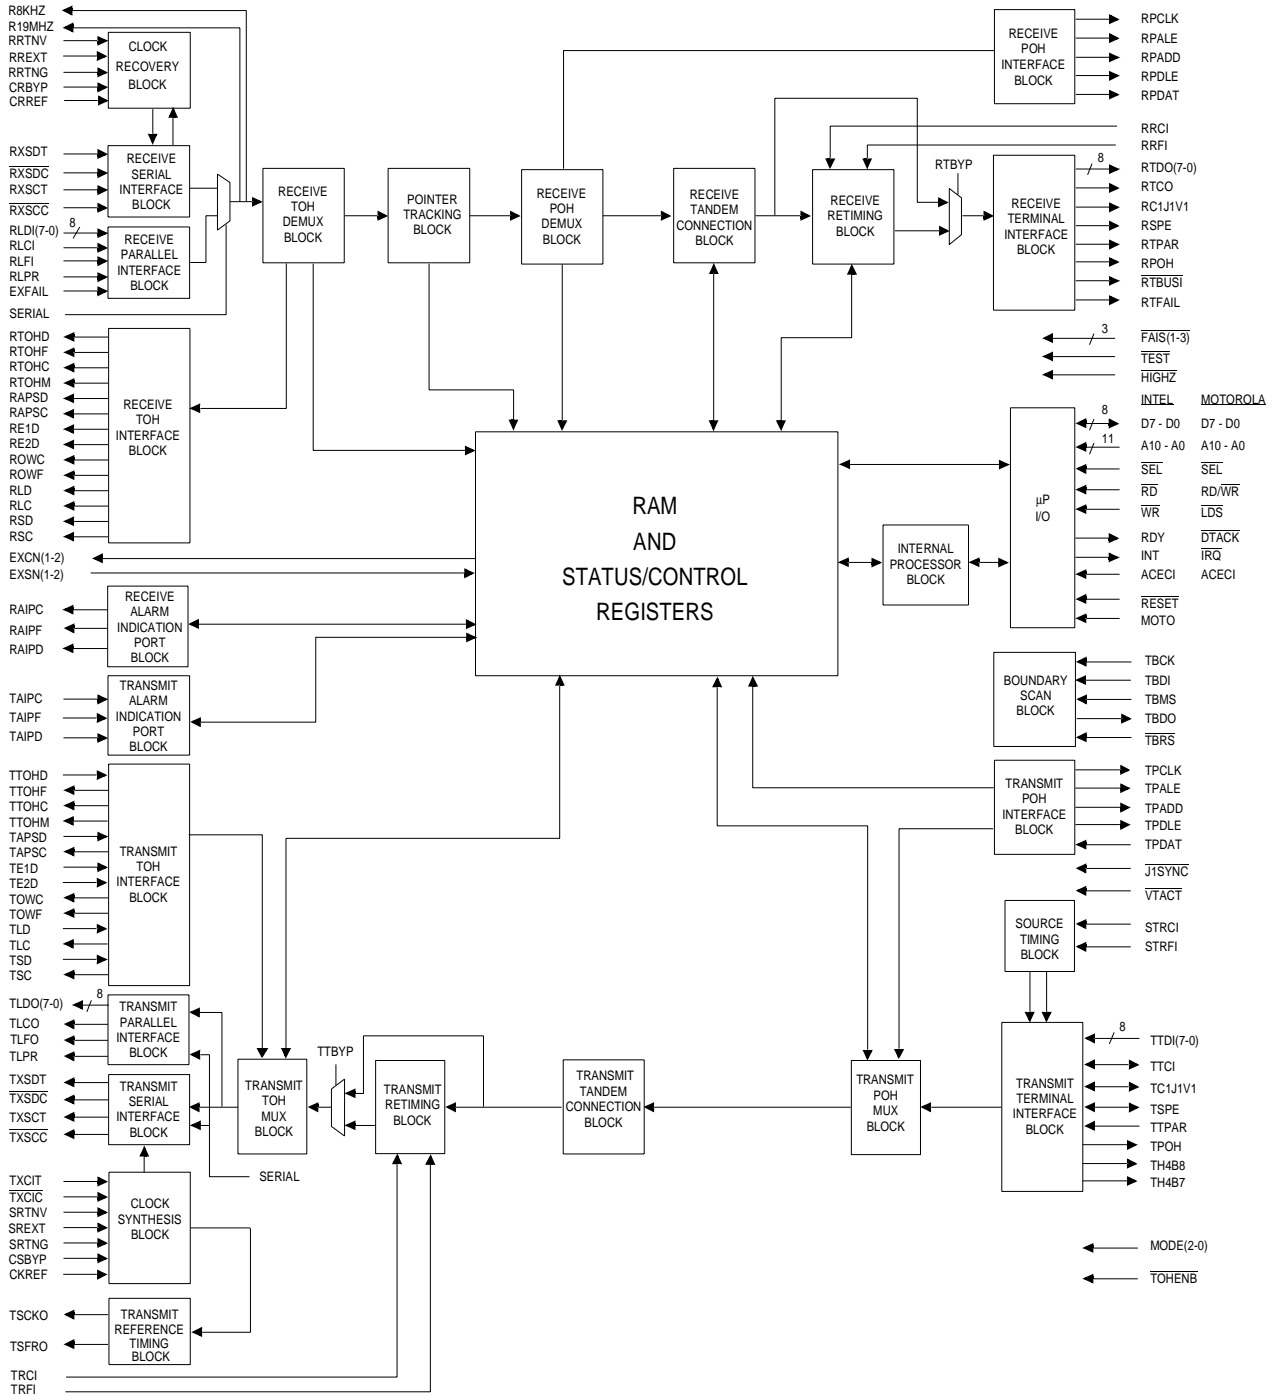 R8KHZ
R19MHZ
RRTNV
RREXT
RRTNG
CRBYP
CRREF
CLOCK
RECOVERY
BLOCK
RXSDT
RXSDC
RXSCT
RXSCC
RECEIVE
SERIAL
INTERFACE
BLOCK
8
RLDI(7-0)
RLCI
RLFI
RLPR
EXFAIL
SERIAL
RECEIVE
PARALLEL
INTERFACE
BLOCK
RECEIVE
TOH
DEMUX
BLOCK
POINTER
TRACKING
BLOCK
RECEIVE
POH
DEMUX
BLOCK
RECEIVE
TANDEM
CONNECTION
BLOCK
RECEIVE
RETIMING
BLOCK
RTBYP
RECEIVE
POH
INTERFACE
BLOCK
RPCLK
RPALE
RPADD
RPDLE
RPDAT
RRCI
RRFI
RECEIVE
TERMINAL
INTERFACE
BLOCK
8
RTDO(7-0)
RTCO
RC1J1V1
RSPE
RTPAR
RPOH
RTBUSI
RTFAIL
3
FAIS(1-3)
TEST
HIGHZ
RTOHD
RTOHF
RTOHC
RTOHM
RAPSD
RAPSC
RE1D
RE2D
ROWC
ROWF
RLD
RLC
RSD
RSC
RECEIVE
TOH
INTERFACE
BLOCK
EXCN(1-2)
EXSN(1-2)
RAIPC
RAIPF
RAIPD
RECEIVE
ALARM
INDICATION
PORT
BLOCK
TAIPC
TAIPF
TAIPD
TRANSMIT
ALARM
INDICATION
PORT
BLOCK
RAM
AND
STATUS/CONTROL
REGISTERS
INTERNAL
PROCESSOR
BLOCK
µP
I/O
INTEL MOTOROLA
8
D7 - D0 D7 - D0
11
A10 - A0 A10 - A0
SEL SEL
RD RD/WR
WR LDS
RDY DTACK
INT IRQ
ACECI ACECI
RESET
MOTO
BOUNDARY
SCAN
BLOCK
TBCK
TBDI
TBMS
TBDO
TBRS
TRANSMIT
POH
INTERFACE
BLOCK
TPCLK
TPALE
TPADD
TPDLE
TPDAT
J1SYNC
VTACT
SOURCE
TIMING
BLOCK
STRCI
STRFI
TTOHD
TTOHF
TTOHC
TTOHM
TAPSD
TAPSC
TE1D
TE2D
TOWC
TOWF
TLD
TLC
TSD
TSC
TRANSMIT
TOH
INTERFACE
BLOCK
8
TLDO(7-0)
TLCO
TLFO
TLPR
TRANSMIT
PARALLEL
INTERFACE
BLOCK
TXSDT
TXSDC
TXSCT
TXSCC
TRANSMIT
SERIAL
INTERFACE
BLOCK
TRANSMIT
TOH
MUX
BLOCK
TTBYP
TRANSMIT
RETIMING
BLOCK
TRANSMIT
TANDEM
CONNECTION
BLOCK
TRANSMIT
POH
MUX
BLOCK
TRANSMIT
TERMINAL
INTERFACE
BLOCK
8
TTDI(7-0)
TTCI
TC1J1V1
TSPE
TTPAR
TPOH
TH4B8
TH4B7
SERIAL
TXCIT
TXCIC
SRTNV
SREXT
SRTNG
CSBYP
CKREF
CLOCK
SYNTHESIS
BLOCK
MODE(2-0)
TOHENB
TSCKO
TSFRO
TRANSMIT
REFERENCE
TIMING
BLOCK
TRCI
TRFI